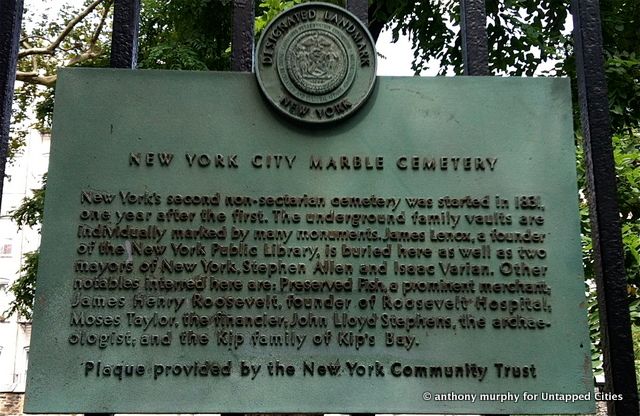 DESIGNATED LANDMARK
NEW YORK
NEW YORK CITY MARBLE CEMETERY
New York's second non-sectarian cemetery was started in 1831,
one year after the first. The underground family vaults are
individually marked by many monuments. James Lenox, a founder
of the New York Public Library, is buried here as well as two
mayors of New York, Stephen Allen and Isaac Varian. Other
notables interred here are: Preserved Fish, a prominent merchant;
James Henry Roosevelt, founder of Roosevelt Hospital;
Moses Taylor, the financier; John Lloyd Stephens, the archae-
ologist; and the Kip family of Kip's Bay.
Plaque provided by the New York Community Trust
© anthony murphy for Untapped Cities